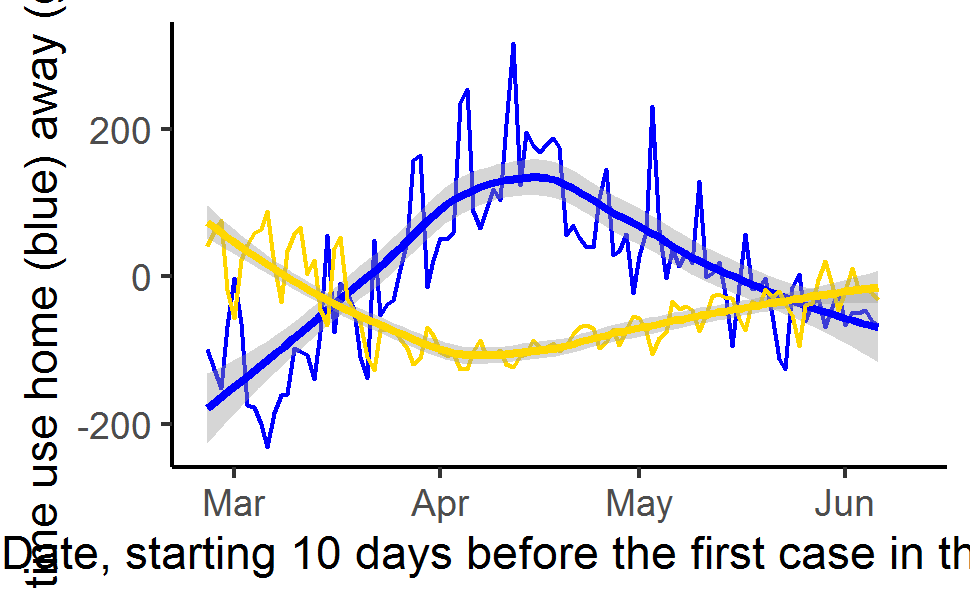 time use home (blue) away (
200
0
-200
Mar Apr May Jun
Date, starting 10 days before the first case in th